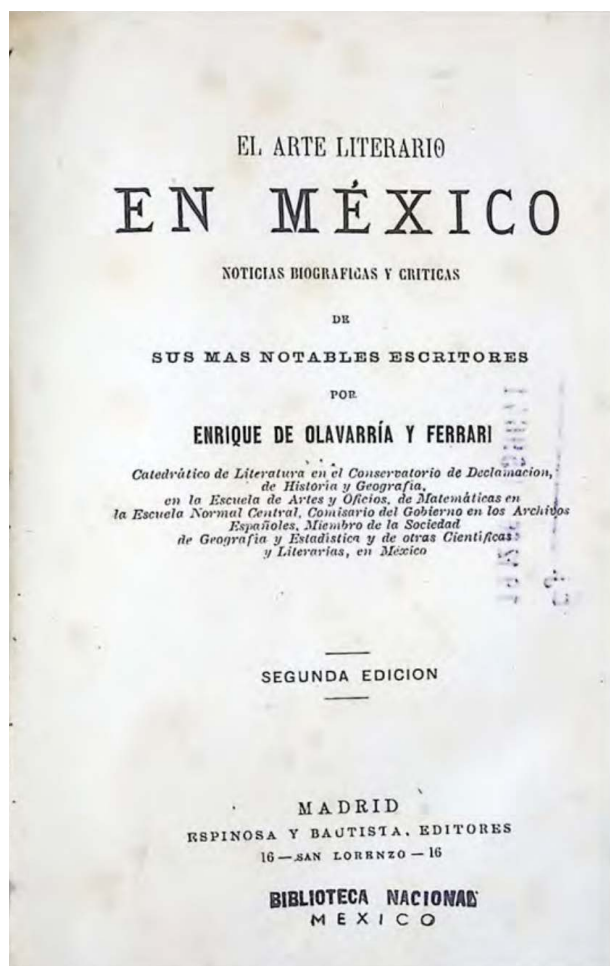 EL ARTE LITERARIO
EN MÉXICO
NOTICIAS BIOGRAFICAS Y CRITICAS
DE
SUS MAS NOTABLES ESCRITORES
POR
ENRIQUE DE OLAVARRÍA Y FERRARI
Catedrático de Literatura en el Conservatorio de Declamacion,
de Historia y Geografía,
en la Escuela de Artes y Oficios, de Matemáticas en
la Escuela Normal Central, Comisario del Gobierno en los Archivos
Españoles, Miembro de la Sociedad
de Geografia y Estadística y de otras Científicas
y Literarias, en México
SEGUNDA EDICION
MADRID
ESPINOSA Y BAUTISTA, EDITORES
16 — SAN LORENZO — 16
BIBLIOTECA NACIONAL
MEXICO